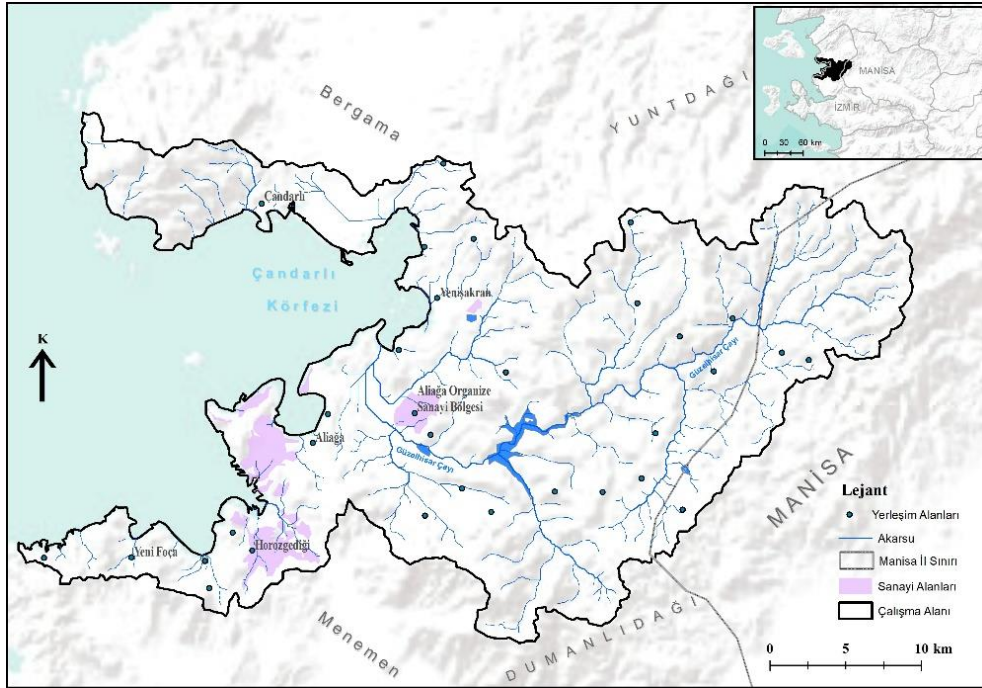 Bergama
YUNTDAĞI
MANİSA
İZMİR
0 30 60 km
Çandarlı
Çandarlı
Körfezi
Yenişakran
K
Güzelhisar Çayı
Aliağa Organize
Sanayi Bölgesi
Aliağa
Güzelhisar Çayı
MANİSA
Yeni Foça
Horozgediği
Menemen
DUMANLIDAĞI
Lejant
Yerleşim Alanları
Akarsu
Manisa İl Sınırı
Sanayi Alanları
Çalışma Alanı
0 5 10 km